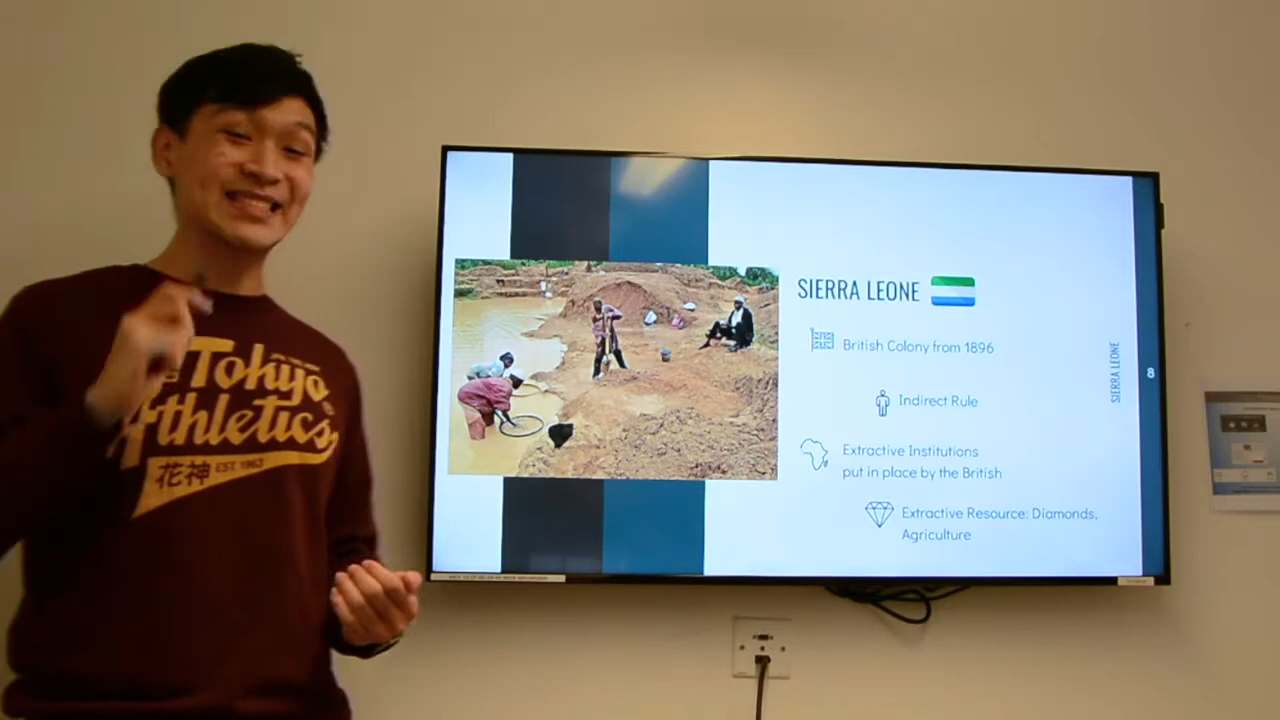 Tokyo
Athletics
花神 EST. 1963
SIERRA LEONE
British Colony from 1896
Indirect Rule
Extractive Institutions
put in place by the British
Extractive Resource: Diamonds,
Agriculture
SIERRA LEONE
8